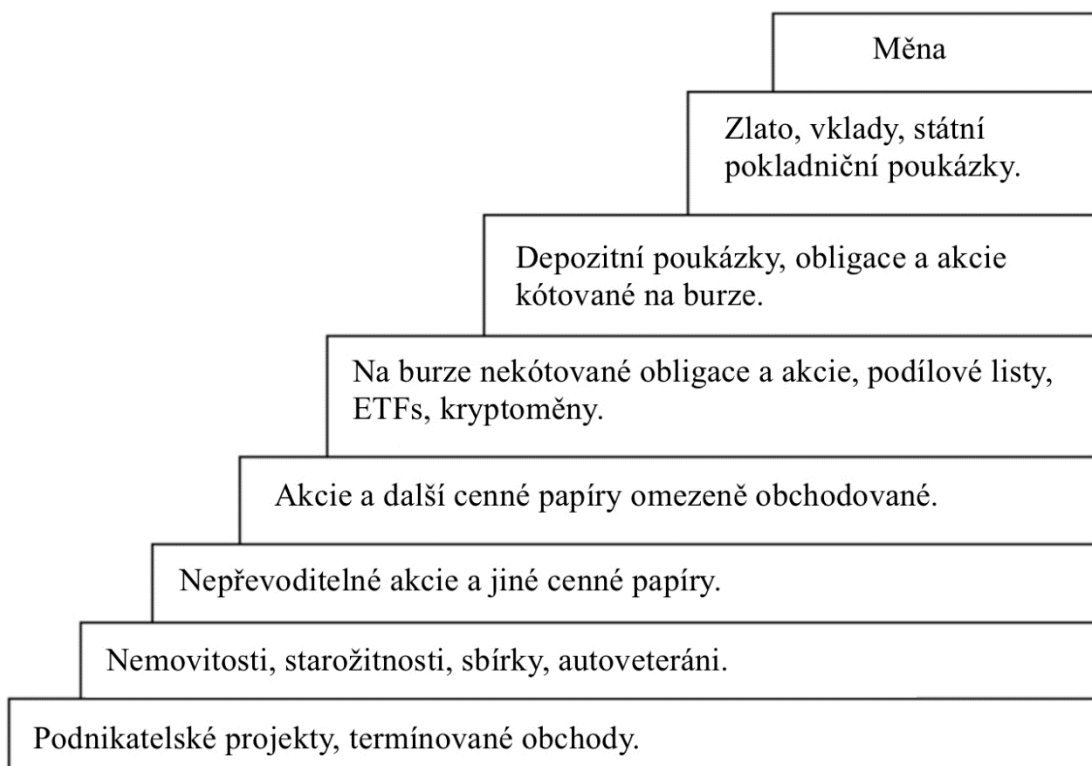 Měna
Zlato, vklady, státní
pokladniční poukázky.
Depozitní poukázky, obligace a akcie
kótované na burze.
Na burze nekótované obligace a akcie, podílové listy,
ETFs, kryptoměny.
Akcie a další cenné papíry omezeně obchodované.
Nepřevoditelné akcie a jiné cenné papíry.
Nemovitosti, starožitnosti, sbírky, autoveteráni.
Podnikatelské projekty, termínované obchody.